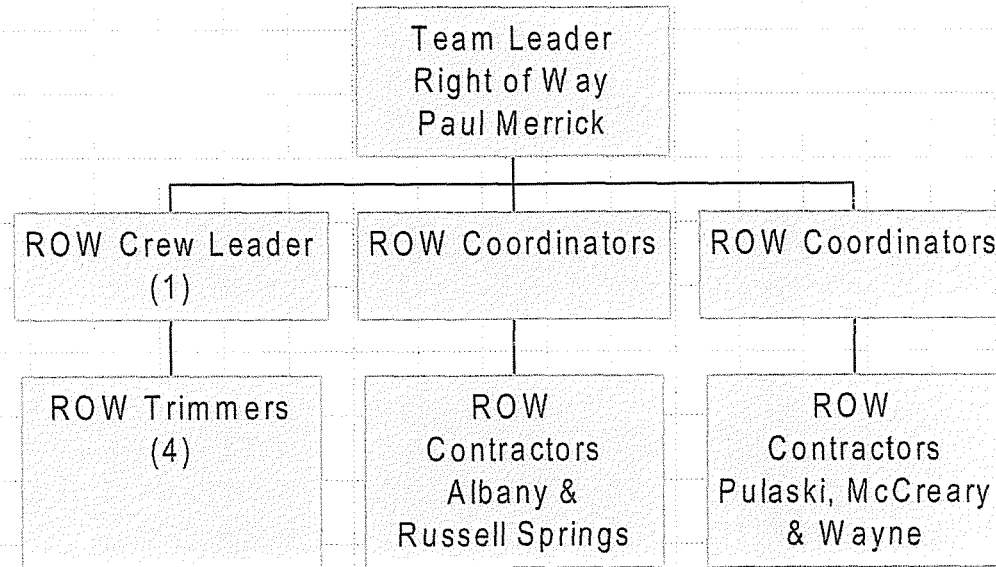 Team Leader
Right of Way
Paul Merrick
ROW Crew Leader
(1)
ROW Coordinators
ROW Coordinators
ROW Trimmers
(4)
ROW
Contractors
Albany &
Russell Springs
ROW
Contractors
Pulaski, McCreary
& Wayne